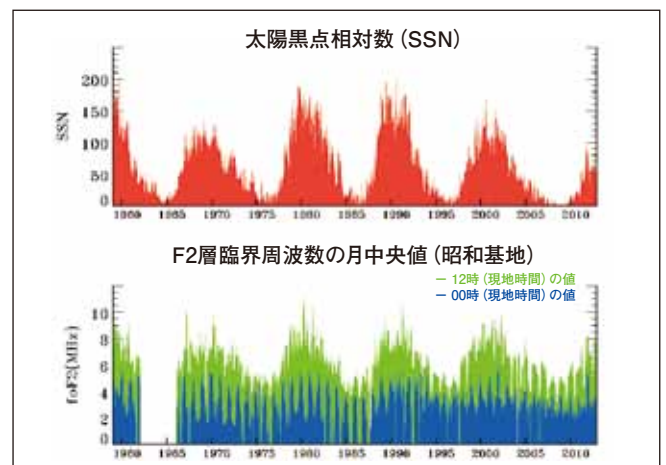 太陽黒点相対数 (SSN)
200
150
100
50
0
SSN
1960 1965 1970 1975 1980 1985 1990 1995 2000 2005 2010
F2層臨界周波数の月中央値 (昭和基地)
― 12時 (現地時間) の値
― 00時 (現地時間) の値
10
8
6
4
2
0
foF2[MHz]
1960 1965 1970 1975 1980 1985 1990 1995 2000 2005 2010